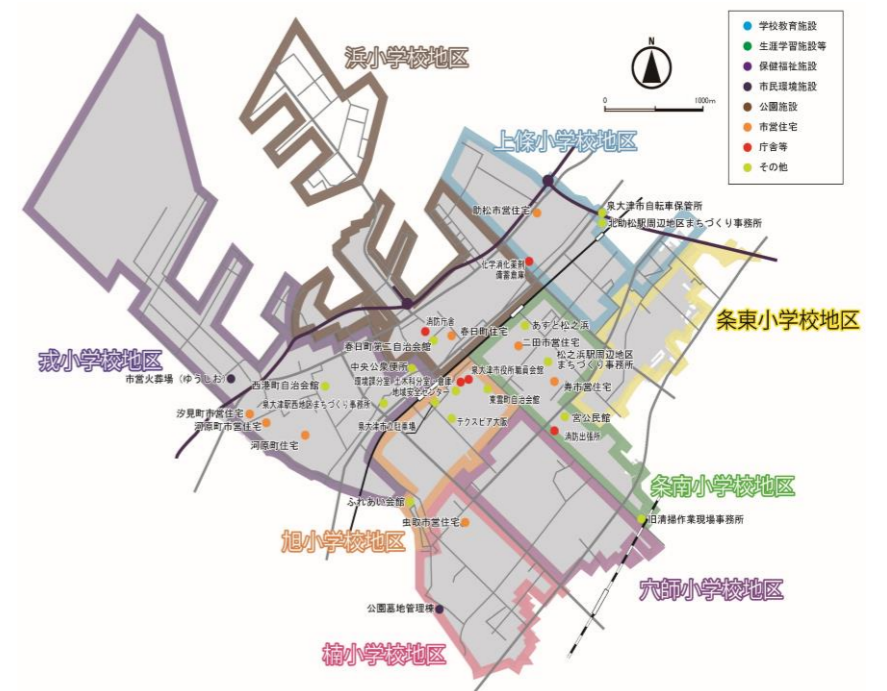 浜小学校地区
N
0
1800m
学校教育施設
生涯学習施設等
保健福祉施設
市民環境施設
公園施設
市営住宅
庁舎等
その他
上條小学校地区
助松市営住宅
泉大津市自転車保管所
北助松駅周辺地区まちづくり事務所
化学消化薬剤
備蓄倉庫
条東小学校地区
消防庁舎
春日町住宅
あすと松之浜
二田市営住宅
春日町第二自治会館
松之浜駅周辺地区
まちづくり事務所
戎小学校地区
中央公衆便所
泉大津市役所職員会館
環境課分室・土木科分室・倉庫
市営火葬場（ゆうしお）
西港町自治会館
地域安全センター
寿市営住宅
東雲町自治会館
泉大津駅西地区まちづくり事務所
汐見町市営住宅
河原町市営住宅
宮公民館
テクスピア大阪
泉大津市立駐車場
消防出張所
河原町住宅
条南小学校地区
ふれあい会館
旧清掃作業現場事務所
虫取市営住宅
旭小学校地区
穴師小学校地区
公園墓地管理棟
楠小学校地区